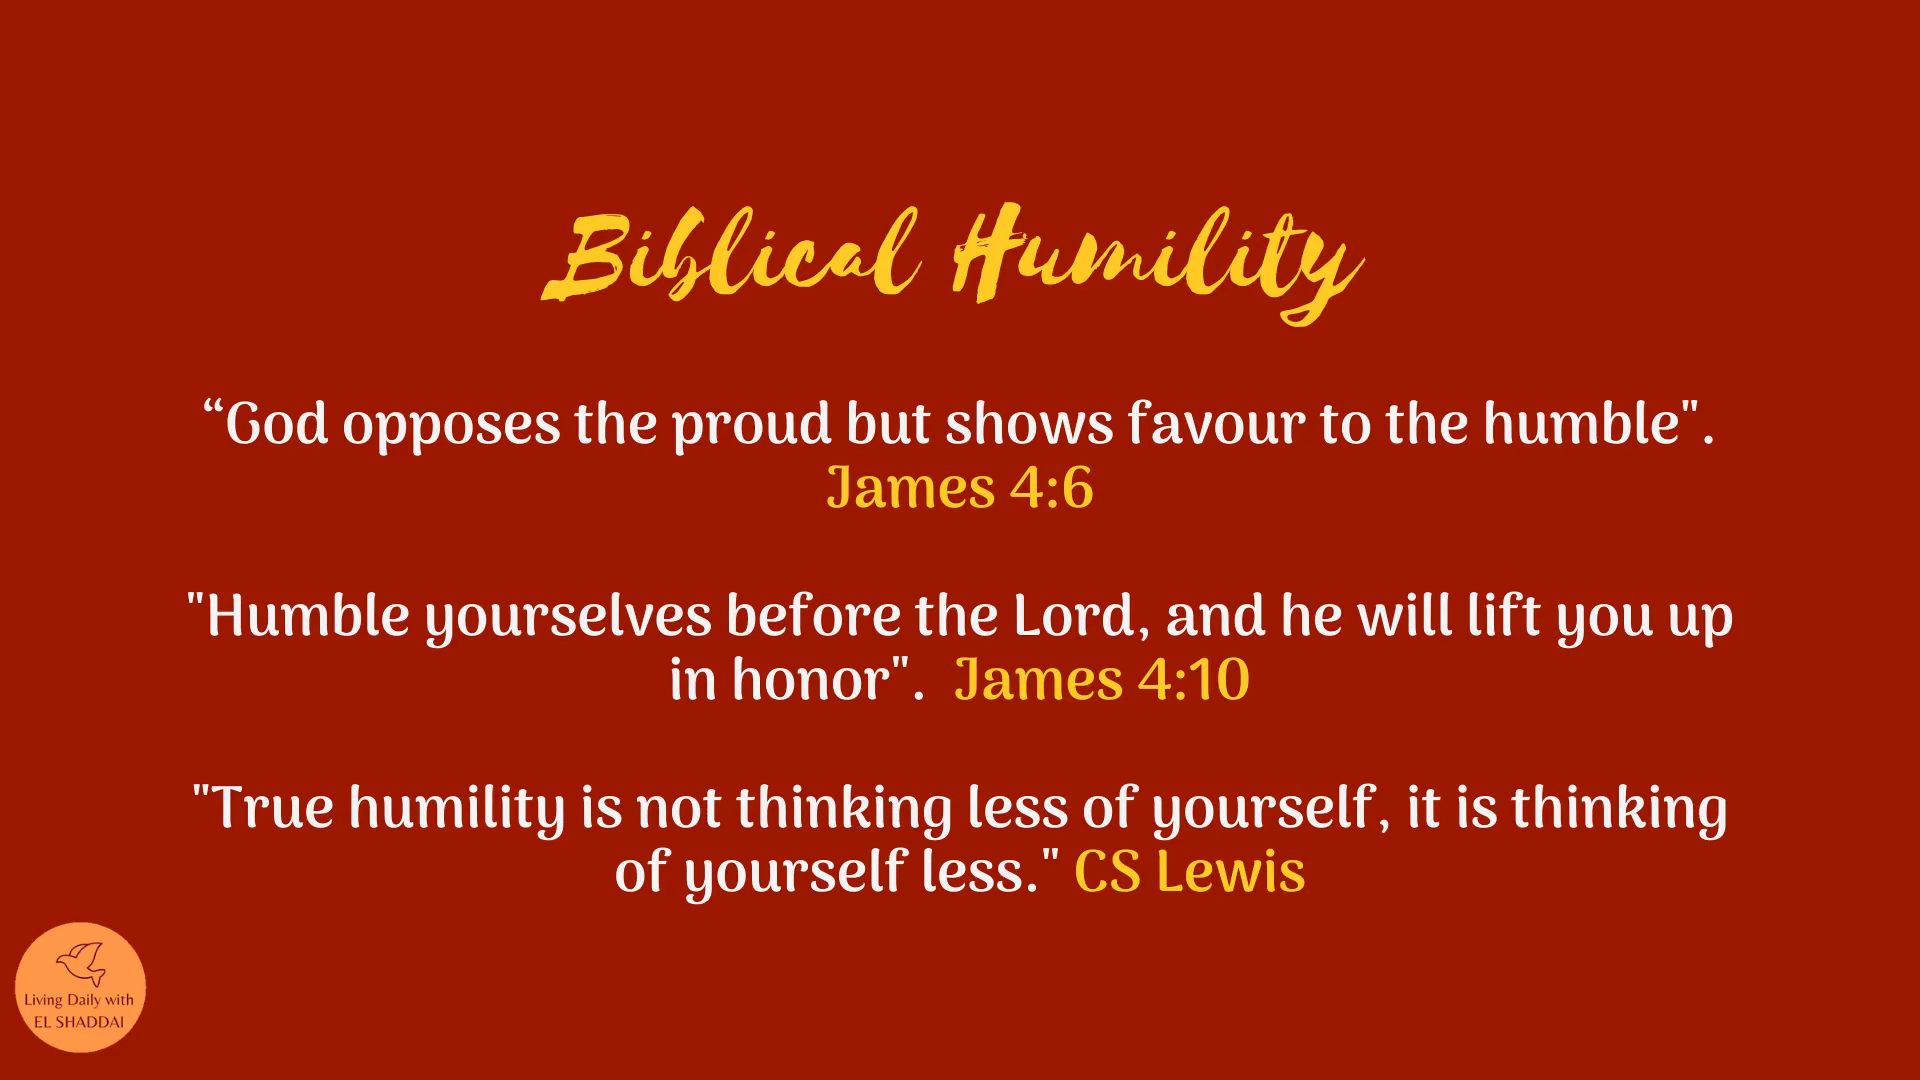 Biblical Humility
“God opposes the proud but shows favour to the humble".
James 4:6
"Humble yourselves before the Lord, and he will lift you up
in honor".  James 4:10
"True humility is not thinking less of yourself, it is thinking
of yourself less." CS Lewis
Living Daily with
EL SHADDAI